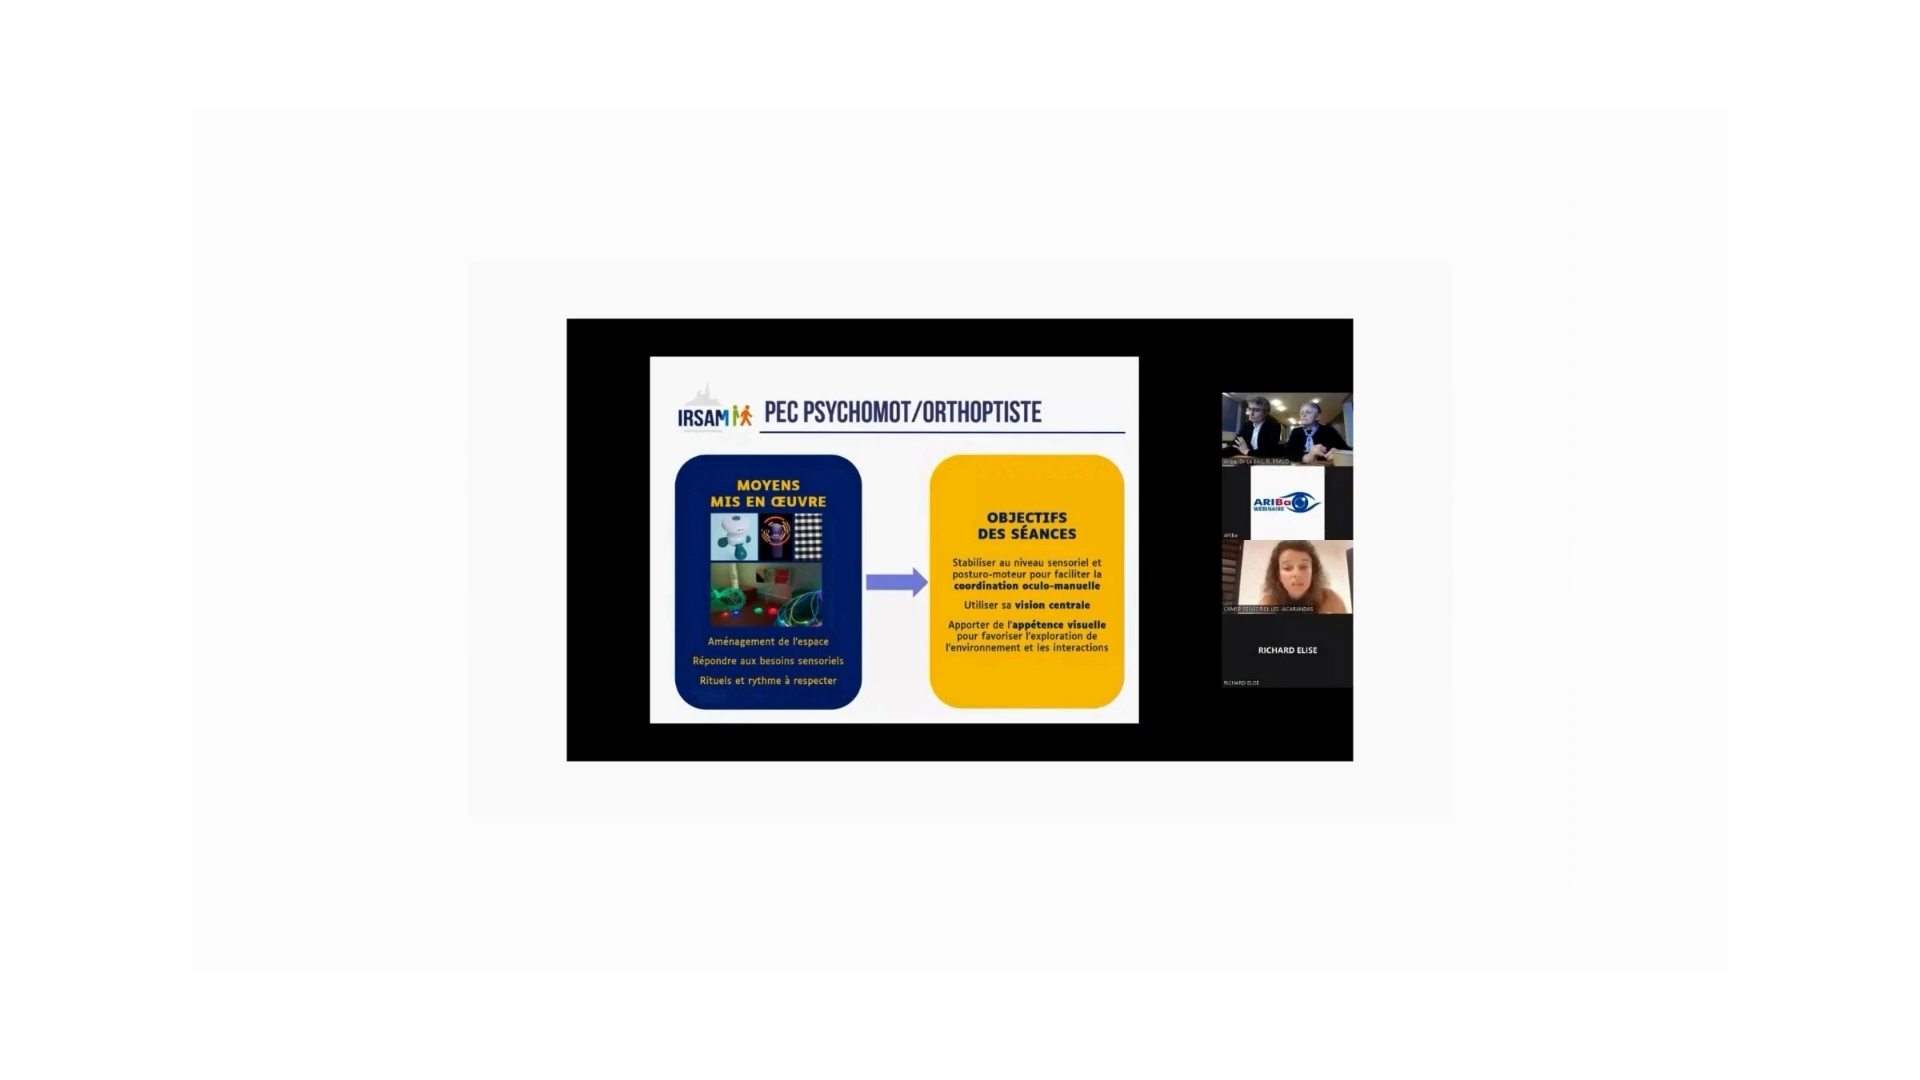 IRSAM
PEC PSYCHOMOT/ORTHOPTISTE
MOYENS
MIS EN ŒUVRE
Aménagement de l'espace
Répondre aux besoins sensoriels
Rituels et rythme à respecter
OBJECTIFS
DES SÉANCES
Stabiliser au niveau sensoriel et
posturo-moteur pour faciliter la
coordination oculo-manuelle
Utiliser sa vision centrale
Apporter de l'appétence visuelle
pour favoriser l'exploration de
l'environnement et les interactions
ARIBa
WEBINAIRE
ARIBa
LES JACARANDAS
RICHARD ELISE
RICHARD ELISE